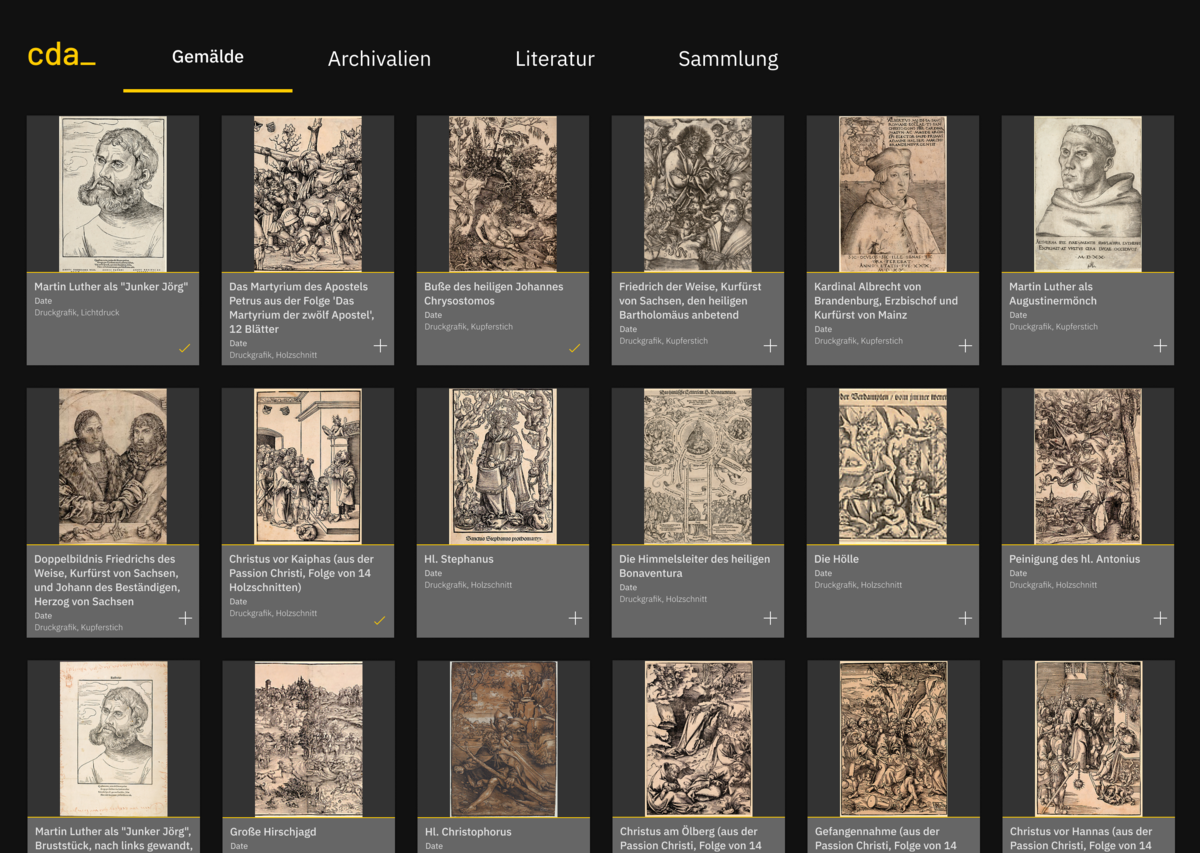 cda_
Gemälde
Archivalien
Literatur
Sammlung
Martin Luther als "Junker Jörg"
Date
Druckgrafik, Lichtdruck
Das Martyrium des Apostels
Petrus aus der Folge 'Das
Martyrium der zwölf Apostel',
12 Blätter
Date
Druckgrafik, Holzschnitt
Buße des heiligen Johannes
Chrysostomos
Date
Druckgrafik, Kupferstich
Friedrich der Weise, Kurfürst
von Sachsen, den heiligen
Bartholomäus anbetend
Date
Druckgrafik, Kupferstich
Kardinal Albrecht von
Brandenburg, Erzbischof und
Kurfürst von Mainz
Date
Druckgrafik, Kupferstich
Martin Luther als
Augustinermönch
Date
Druckgrafik, Kupferstich
der Verdampten / vom jmmer
Doppelbildnis Friedrichs des
Weise, Kurfürst von Sachsen,
und Johann des Beständigen,
Herzog von Sachsen
Date
Druckgrafik, Kupferstich
Christus vor Kaiphas (aus der
Passion Christi, Folge von 14
Holzschnitten)
Date
Druckgrafik, Holzschnitt
Hl. Stephanus
Date
Druckgrafik, Holzschnitt
Die Himmelsleiter des heiligen
Bonaventura
Date
Druckgrafik, Holzschnitt
Die Hölle
Date
Druckgrafik, Holzschnitt
Peinigung des hl. Antonius
Date
Druckgrafik, Holzschnitt
Martin Luther als "Junker Jörg",
Bruststück, nach links gewandt,
Große Hirschjagd
Date
Hl. Christophorus
Date
Christus am Ölberg (aus der
Passion Christi, Folge von 14
Gefangennahme (aus der
Passion Christi, Folge von 14
Christus vor Hannas (aus der
Passion Christi, Folge von 14